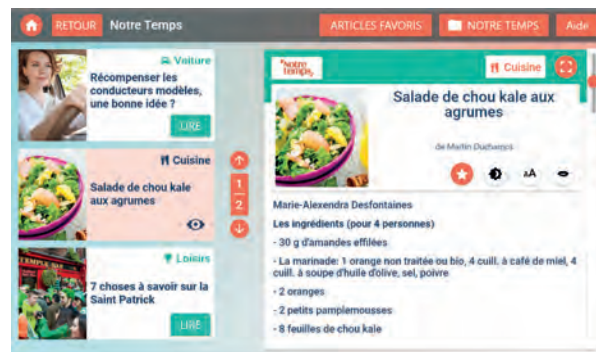 RETOUR Notre Temps ARTICLES FAVORIS NOTRE TEMPS Aide
Voiture
Récompenser les
conducteurs modèles,
une bonne idée ?
LIRE
Cuisine
Salade de chou kale
aux agrumes
Loisirs
7 choses à savoir sur la
Saint Patrick
LIRE
TEMPLE BAR
1
2
Notre
temps
Cuisine
Salade de chou kale aux
agrumes
de Martin Duchamps
AA
Marie-Alexendra Desfontaines
Les ingrédients (pour 4 personnes)
- 30 g d'amandes effilées
- La marinade: 1 orange non traitée ou bio, 4 cuill. à café de miel, 4
cuill. à soupe d'huile d'olive, sel, poivre
- 2 oranges
- 2 petits pamplemousses
- 8 feuilles de chou kale